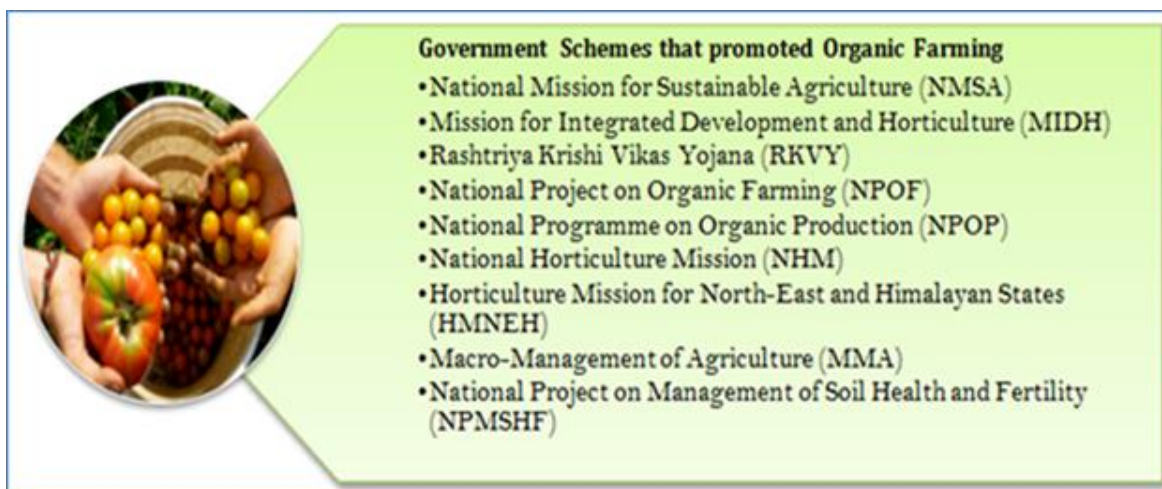 Government Schemes that promoted Organic Farming
•National Mission for Sustainable Agriculture (NMSA)
•Mission for Integrated Development and Horticulture (MIDH)
•Rashtriya Krishi Vikas Yojana (RKVY)
•National Project on Organic Farming (NPOF)
•National Programme on Organic Production (NPOP)
•National Horticulture Mission (NHM)
•Horticulture Mission for North-East and Himalayan States
(HMNEH)
•Macro-Management of Agriculture (MMA)
•National Project on Management of Soil Health and Fertility
(NPMSHF)